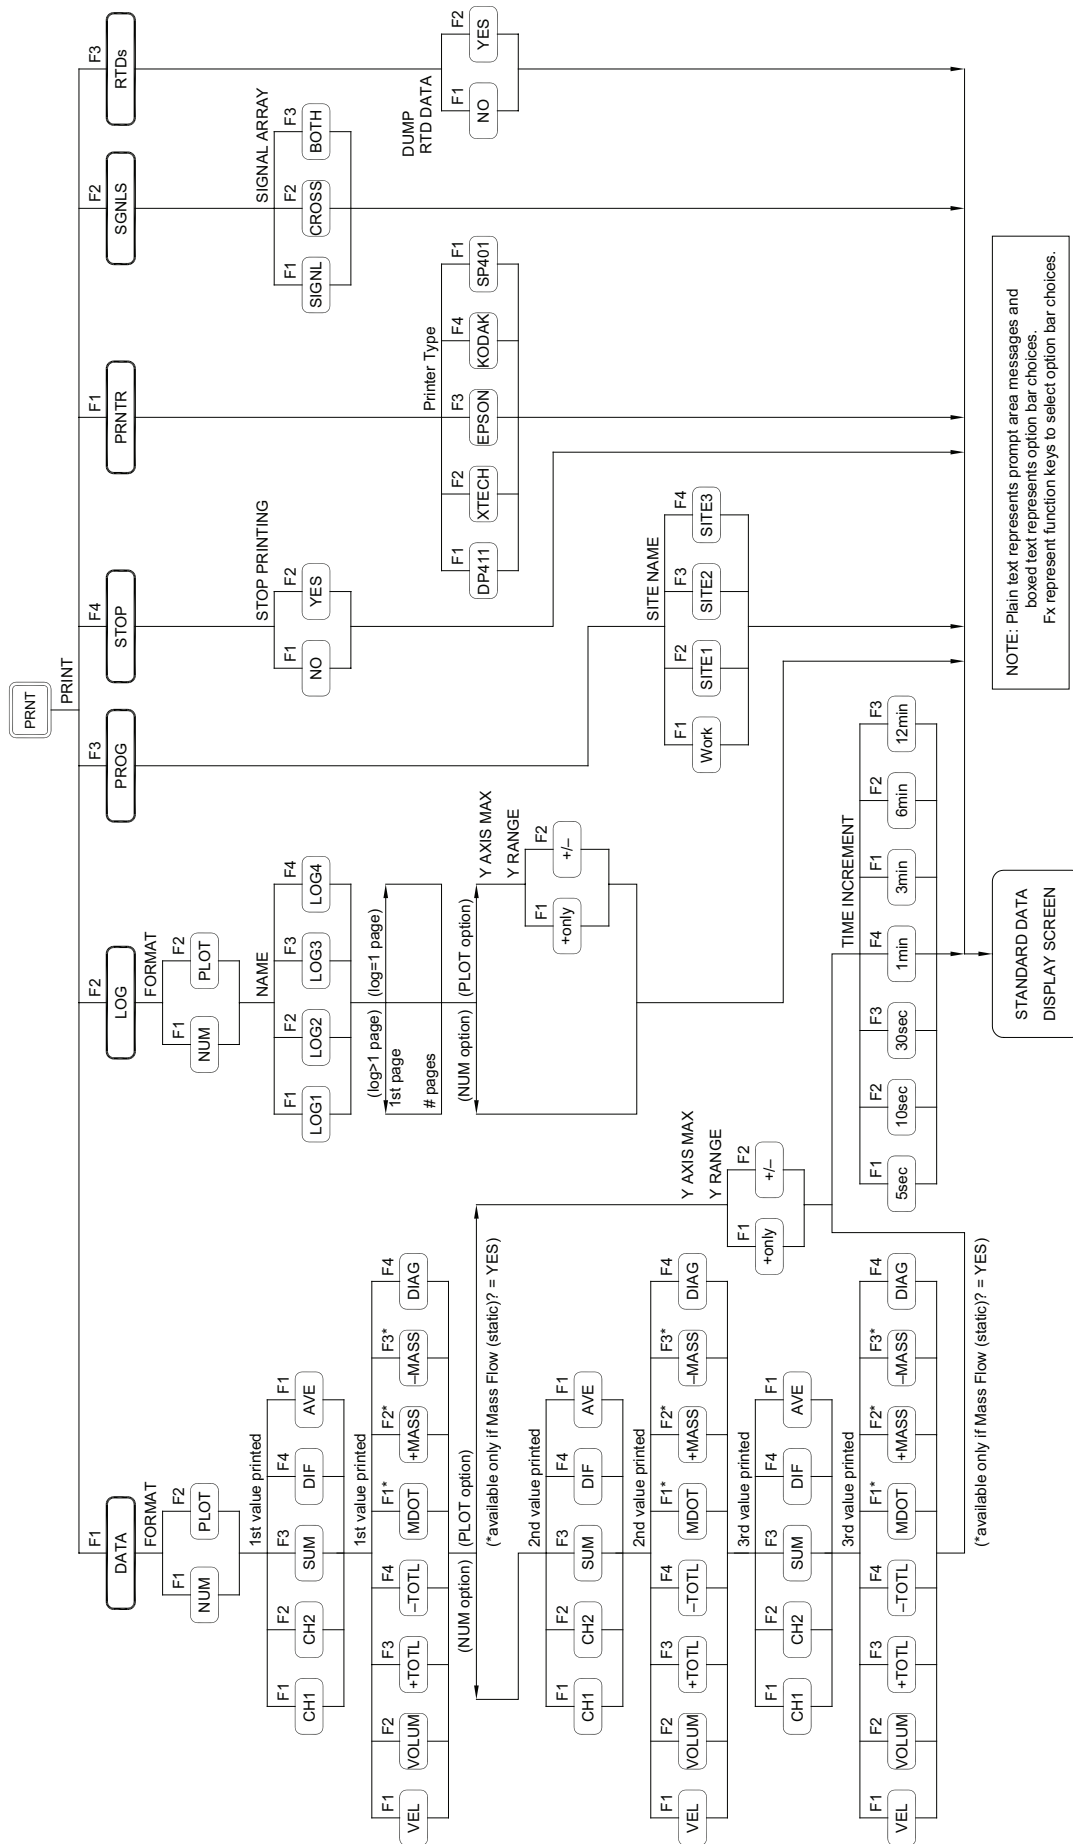 PRNT
PRINT
F1 F2 F3 F4 F1 F2 F3
DATA LOG PROG STOP PRNTR SGNLS RTDs
FORMAT
F1 F2
NUM PLOT
1st value printed
F1 F2 F3 F4 F1
CH1 CH2 SUM DIF AVE
1st value printed
F1 F2 F3 F4 F1* F2* F3* F4
VEL VOLUM +TOTL –TOTL MDOT +MASS –MASS DIAG
(NUM option) (PLOT option)
(*available only if Mass Flow (static)? = YES)
2nd value printed
F1 F2 F3 F4 F1
CH1 CH2 SUM DIF AVE
2nd value printed
F1 F2 F3 F4 F1* F2* F3* F4
VEL VOLUM +TOTL –TOTL MDOT +MASS –MASS DIAG
3rd value printed
F1 F2 F3 F4 F1
CH1 CH2 SUM DIF AVE
3rd value printed
F1 F2 F3 F4 F1* F2* F3* F4
VEL VOLUM +TOTL –TOTL MDOT +MASS –MASS DIAG
(*available only if Mass Flow (static)? = YES)
Y AXIS MAX
Y RANGE
F1 F2
+only +/–
TIME INCREMENT
F1 F2 F3 F4 F1 F2 F3
5sec 10sec 30sec 1min 3min 6min 12min
FORMAT
F1 F2
NUM PLOT
NAME
F1 F2 F3 F4
LOG1 LOG2 LOG3 LOG4
(log>1 page) (log=1 page)
1st page
# pages
(NUM option) (PLOT option)
Y AXIS MAX
Y RANGE
F1 F2
+only +/–
SITE NAME
F1 F2 F3 F4
Work SITE1 SITE2 SITE3
STOP PRINTING
F1 F2
NO YES
Printer Type
F1 F2 F3 F4 F1
DP411 XTECH EPSON KODAK SP401
SIGNAL ARRAY
F1 F2 F3
SIGNL CROSS BOTH
DUMP
RTD DATA
F1 F2
NO YES
STANDARD DATA
DISPLAY SCREEN
NOTE: Plain text represents prompt area messages and
boxed text represents option bar choices.
Fx represent function keys to select option bar choices.